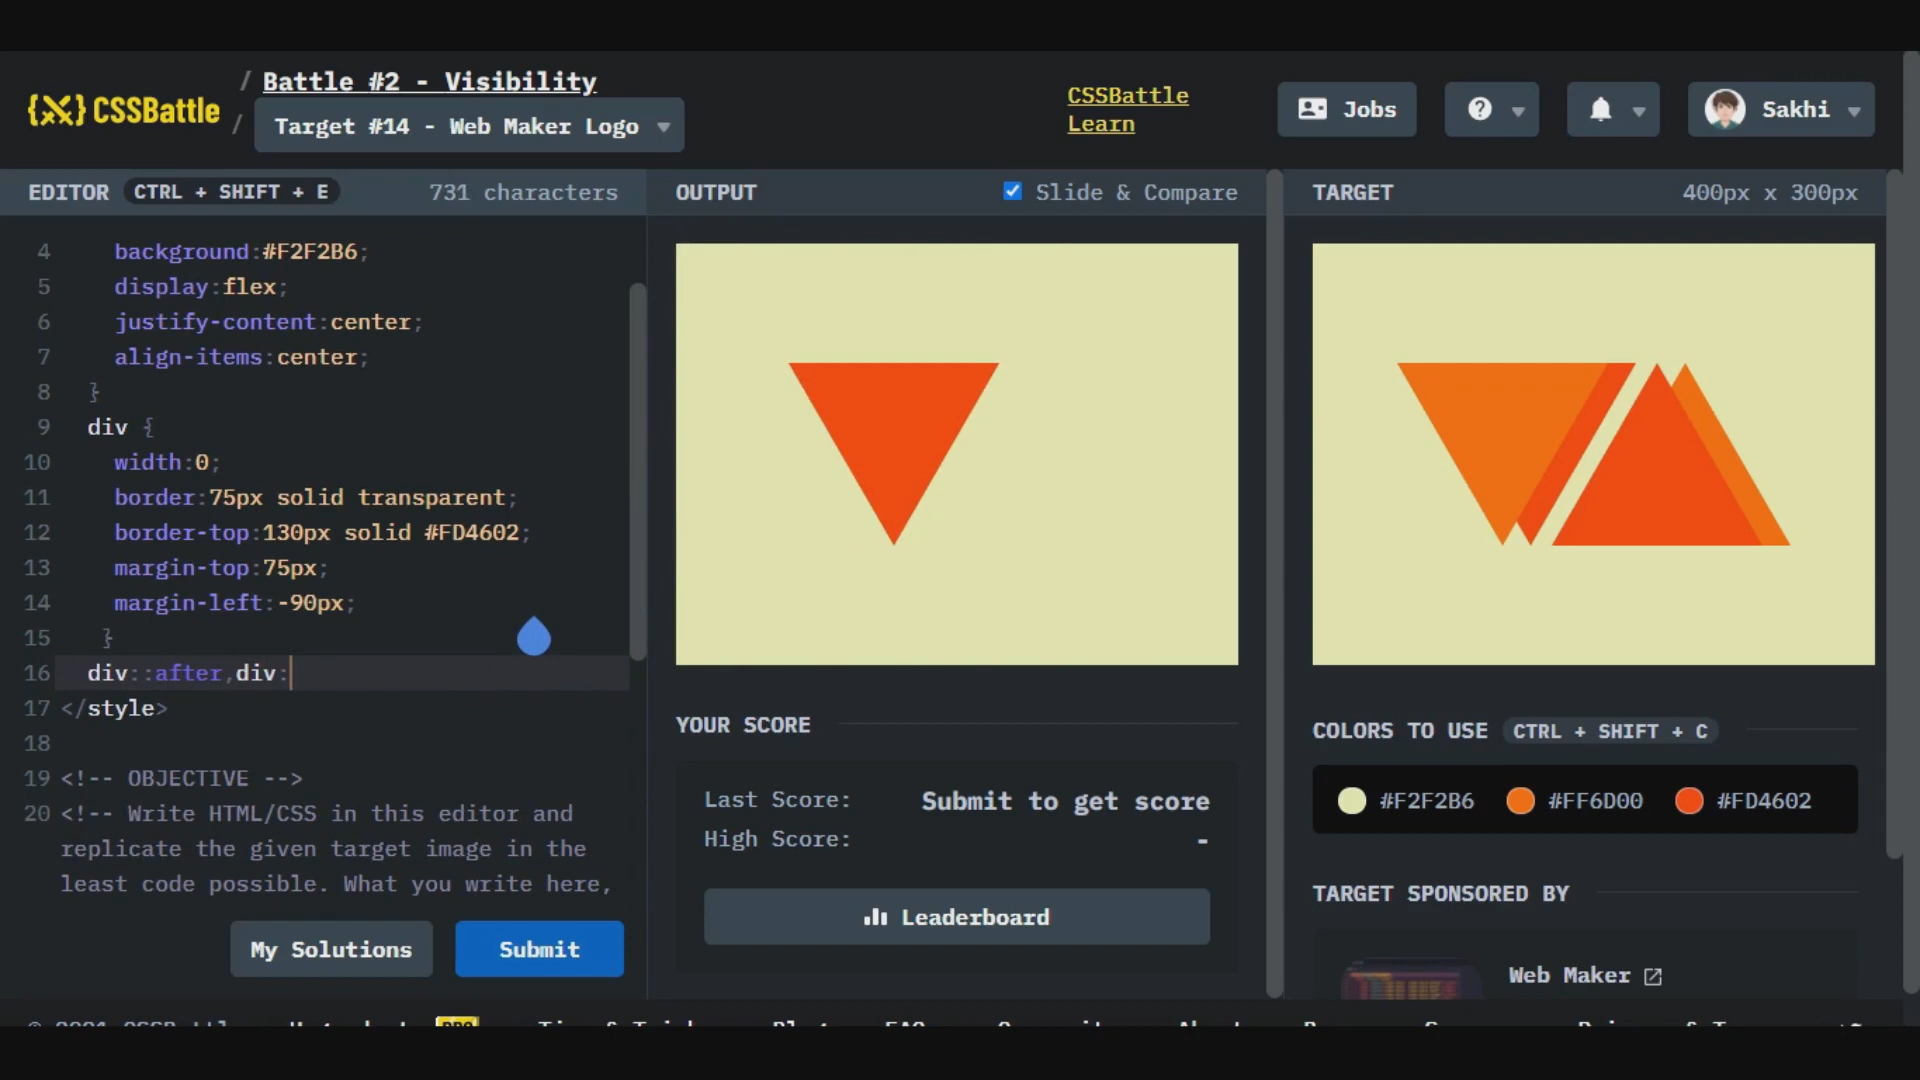 {X} CSSBattle
/ Battle #2 - Visibility
/ Target #14 - Web Maker Logo
CSSBattle
Learn
Jobs
Sakhi
EDITOR CTRL + SHIFT + E 731 characters
4 background:#F2F2B6;
5 display:flex;
6 justify-content:center;
7 align-items:center;
8 }
9 div {
10 width:0;
11 border:75px solid transparent;
12 border-top:130px solid #FD4602;
13 margin-top:75px;
14 margin-left:-90px;
15 }
16 div::after,div:
17 </style>
18
19 <!-- OBJECTIVE -->
20 <!-- Write HTML/CSS in this editor and
replicate the given target image in the
least code possible. What you write here,
My Solutions
Submit
OUTPUT
Slide & Compare
YOUR SCORE
Last Score: Submit to get score
High Score: -
Leaderboard
TARGET 400px x 300px
COLORS TO USE CTRL + SHIFT + C
#F2F2B6 #FF6D00 #FD4602
TARGET SPONSORED BY
Web Maker